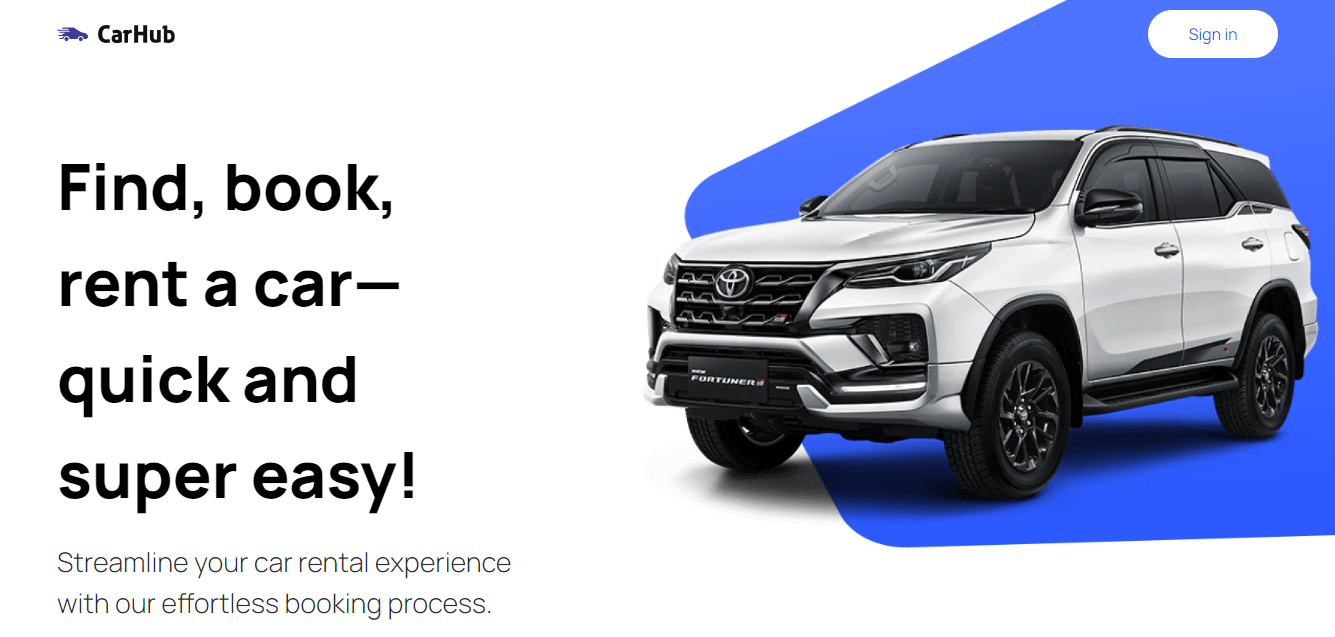 CarHub
Sign in
Find, book,
rent a car—
quick and
super easy!
Streamline your car rental experience
with our effortless booking process.
NEW
FORTUNER